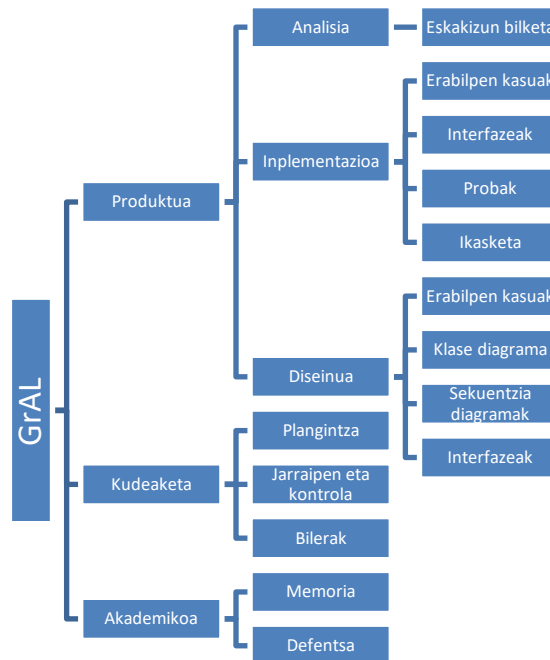 GrAL
Produktua
Analisia
Eskakizun bilketa
Inplementazioa
Erabilpen kasuak
Interfazeak
Probak
Ikasketa
Diseinua
Erabilpen kasuak
Klase diagrama
Sekuentzia
diagramak
Interfazeak
Kudeaketa
Plangintza
Jarraipen eta
kontrola
Bilerak
Akademikoa
Memoria
Defentsa